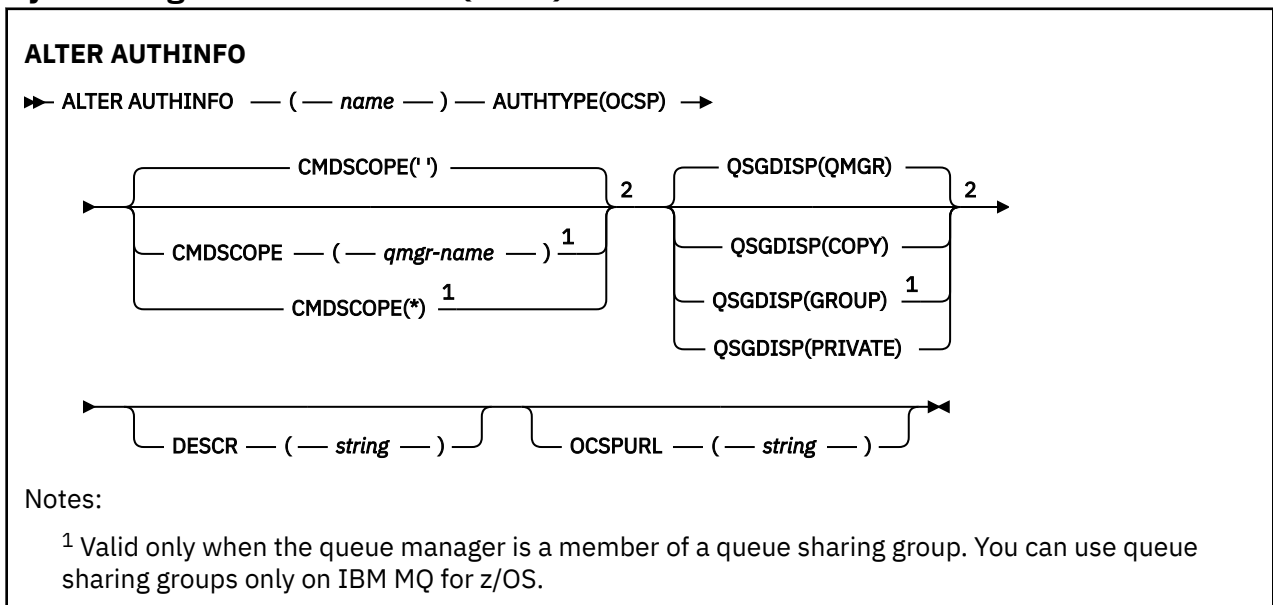 ALTER AUTHINFO
ALTER AUTHINFO ( name ) AUTHTYPE(OCSP)
CMDSCOPE(' ') 2 QSGDISP(QMGR) 2
CMDSCOPE ( qmgr-name ) 1 QSGDISP(COPY)
CMDSCOPE(*) 1 QSGDISP(GROUP) 1
QSGDISP(PRIVATE)
DESCR ( string ) OCSPURL ( string )
Notes:
1 Valid only when the queue manager is a member of a queue sharing group. You can use queue
sharing groups only on IBM MQ for z/OS.